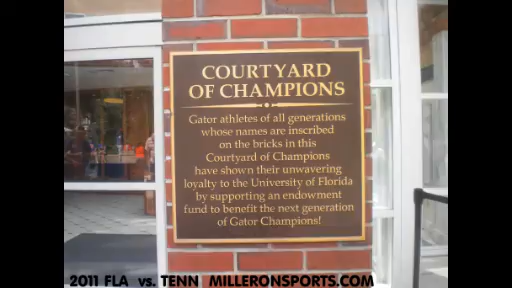 COURTYARD
OF CHAMPIONS
Gator athletes of all generations
whose names are inscribed
on the bricks in this
Courtyard of Champions
have shown their unwavering
loyalty to the University of Florida
by supporting an endowment
fund to benefit the next generation
of Gator Champions!
2011 FLA vs. TENN MILLERONSPORTS.COM